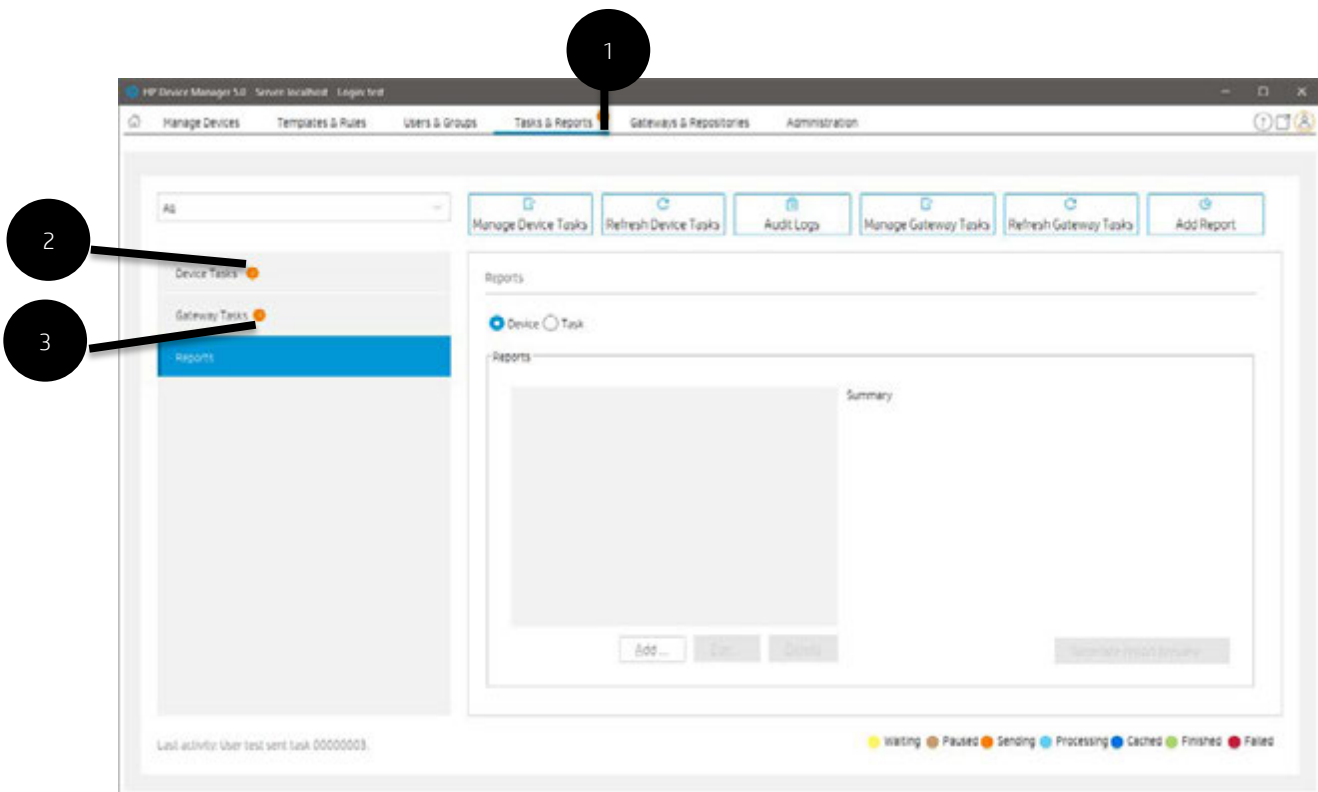 1
HP Device Manager 5.0 Server localhost Login test
Manage Devices Templates & Rules Users & Groups Tasks & Reports Gateways & Repositories Administration
All
Manage Device Tasks Refresh Device Tasks Audit Logs Manage Gateway Tasks Refresh Gateway Tasks Add Report
2
Device Tasks
Reports
3
Gateway Tasks
Device Task
Reports
Reports
Summary
Add ... Edit... Delete
Last activity: User test sent task 00000003.
Waiting Paused Sending Processing Cached Finished Failed